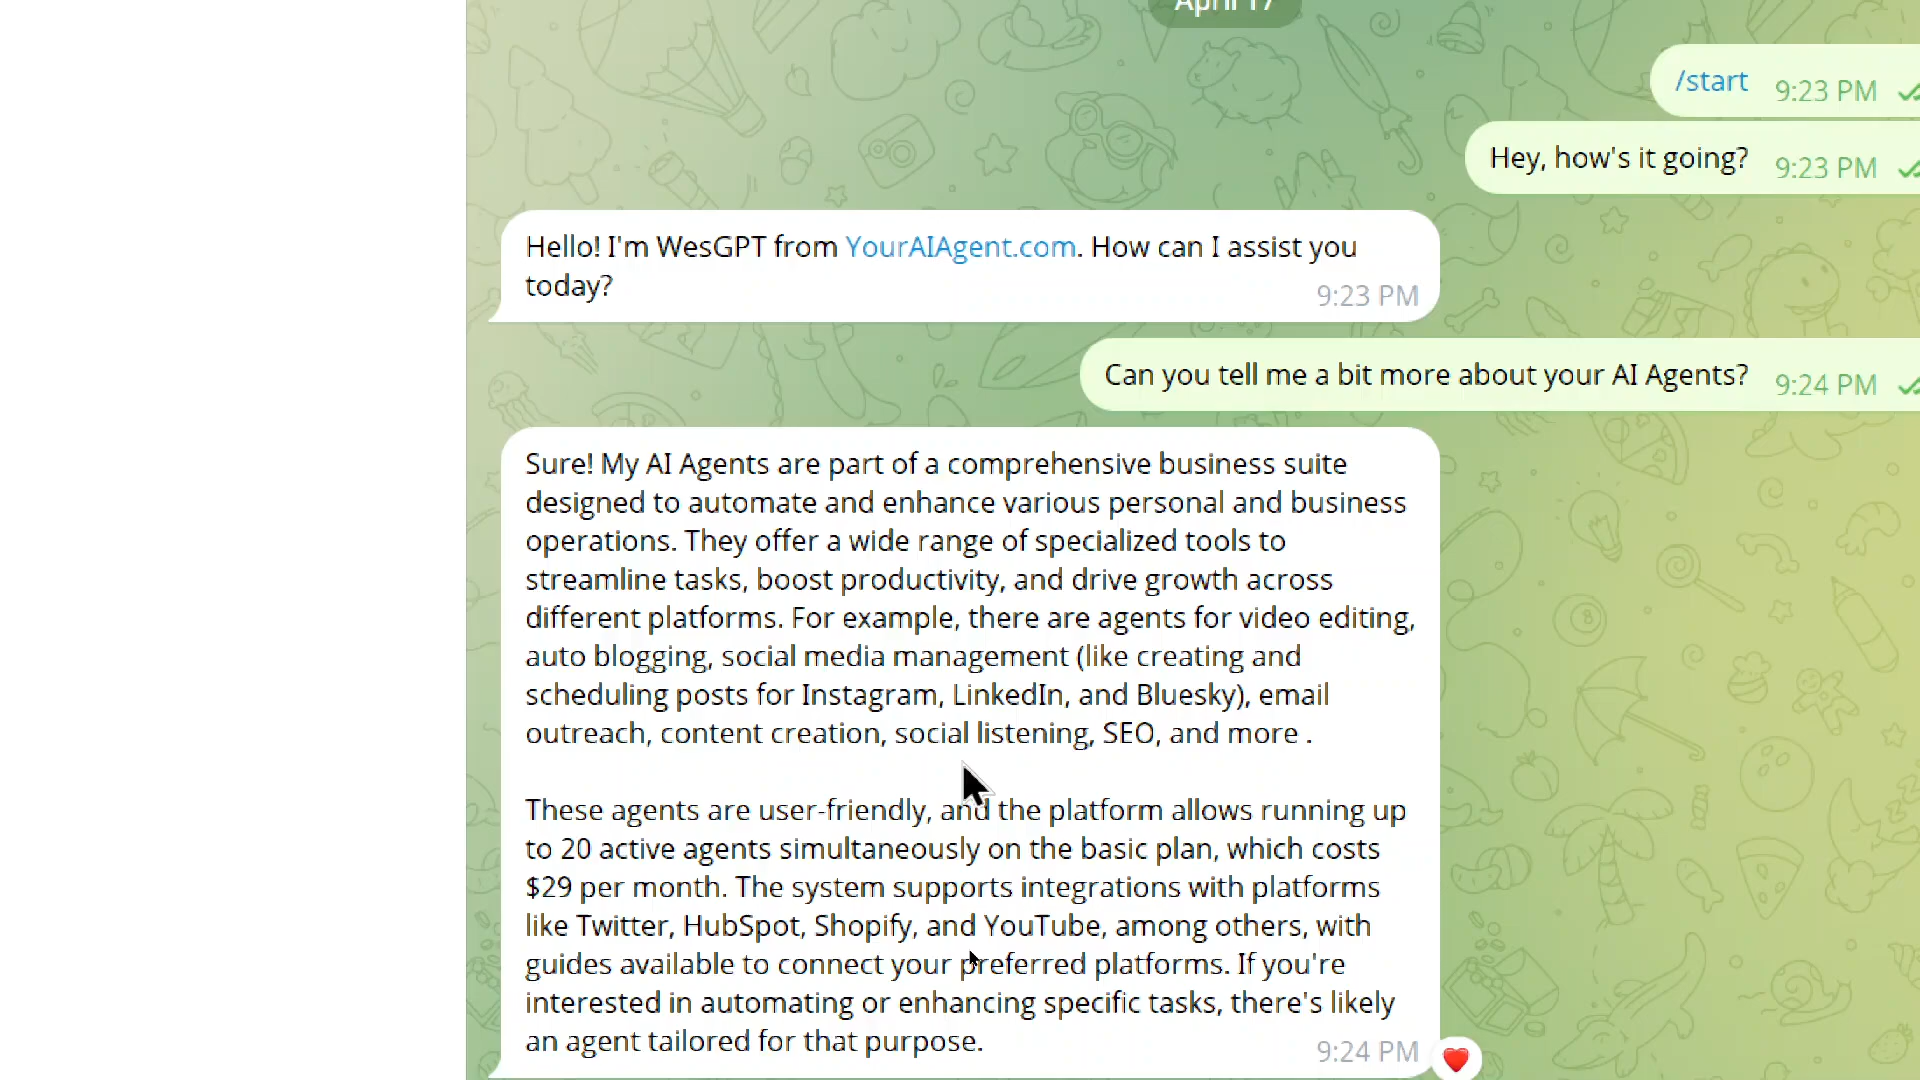 April 17
/start 9:23 PM
Hey, how's it going? 9:23 PM
Hello! I'm WesGPT from YourAIAgent.com. How can I assist you
today?
9:23 PM
Can you tell me a bit more about your AI Agents? 9:24 PM
Sure! My AI Agents are part of a comprehensive business suite
designed to automate and enhance various personal and business
operations. They offer a wide range of specialized tools to
streamline tasks, boost productivity, and drive growth across
different platforms. For example, there are agents for video editing,
auto blogging, social media management (like creating and
scheduling posts for Instagram, LinkedIn, and Bluesky), email
outreach, content creation, social listening, SEO, and more .
These agents are user-friendly, and the platform allows running up
to 20 active agents simultaneously on the basic plan, which costs
$29 per month. The system supports integrations with platforms
like Twitter, HubSpot, Shopify, and YouTube, among others, with
guides available to connect your preferred platforms. If you're
interested in automating or enhancing specific tasks, there's likely
an agent tailored for that purpose.
9:24 PM